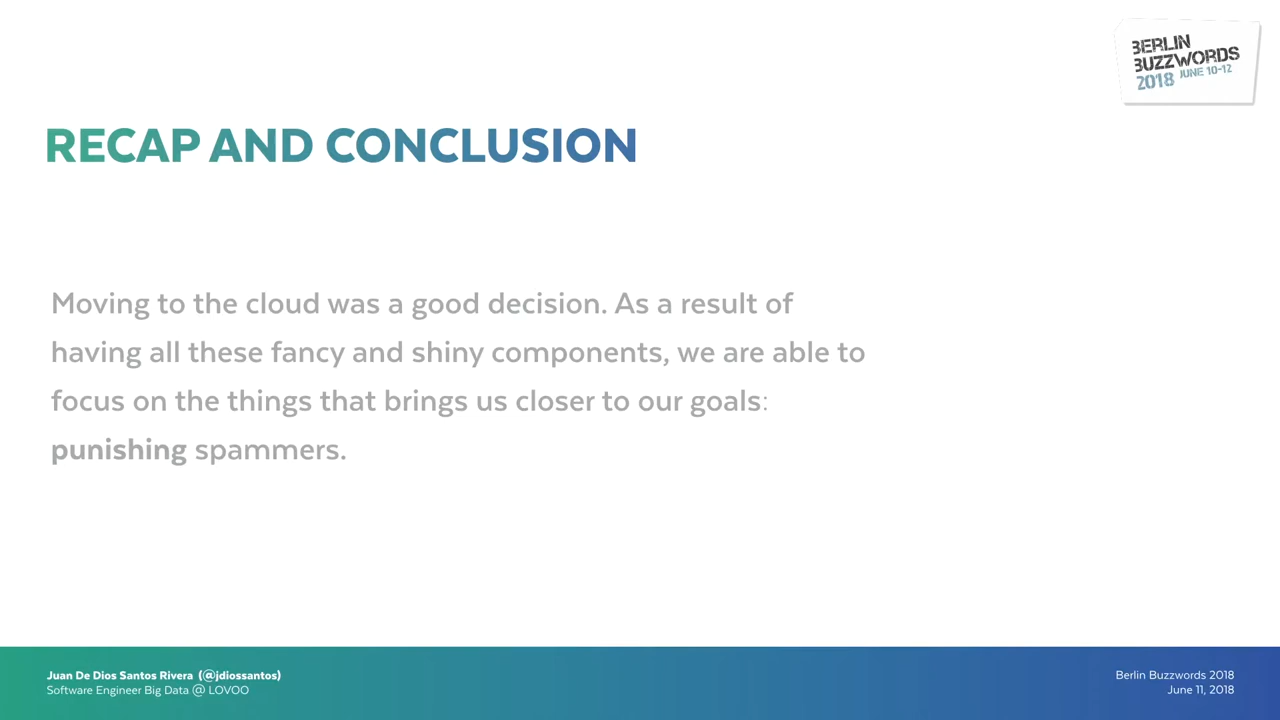 BERLIN
BUZZWORDS
2018 JUNE 10-12
RECAP AND CONCLUSION
Moving to the cloud was a good decision. As a result of
having all these fancy and shiny components, we are able to
focus on the things that brings us closer to our goals:
punishing spammers.
Juan De Dios Santos Rivera (@jdiossantos)
Software Engineer Big Data @ LOVOO
Berlin Buzzwords 2018
June 11, 2018